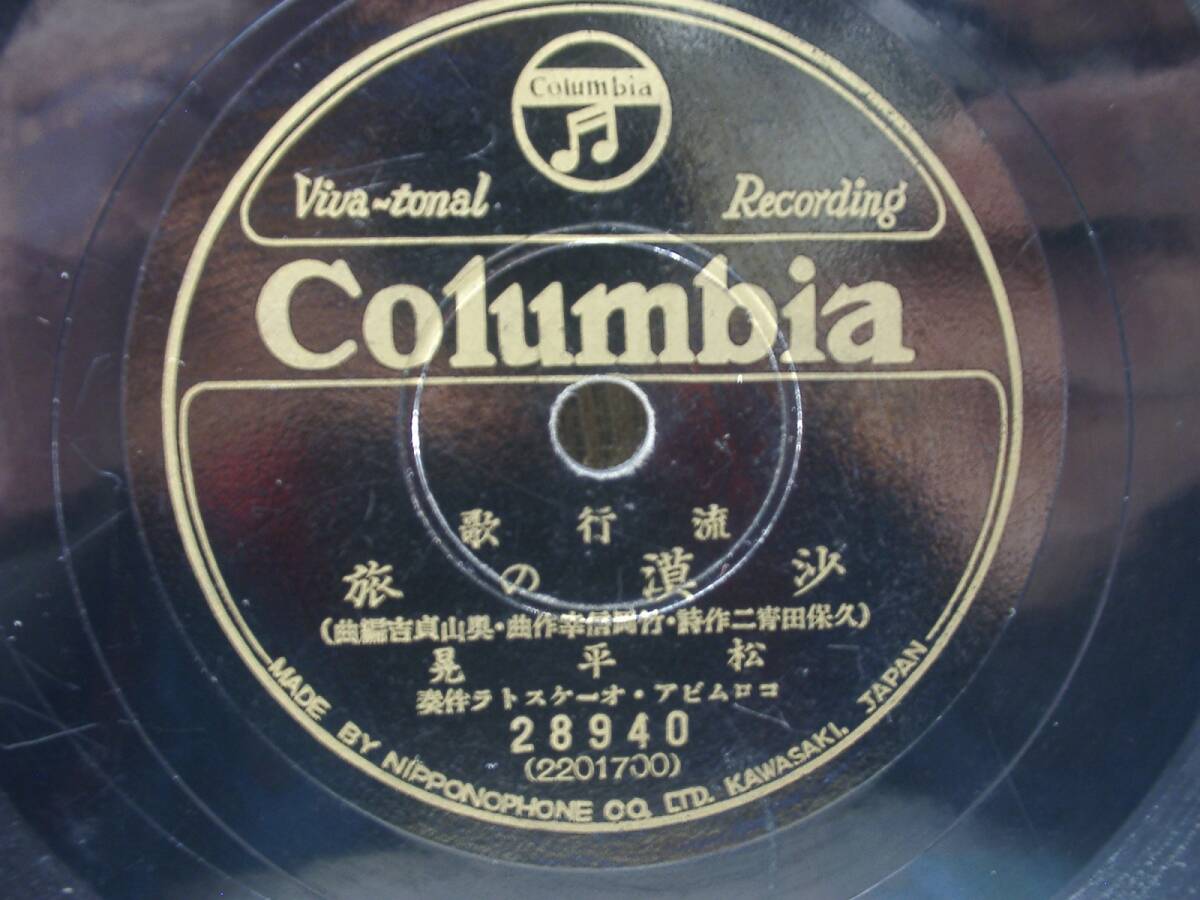 Columbia
Viva-tonal Recording
Columbia
流行歌
沙漠の旅
(久保田宵二作詩・竹岡信幸作曲・奥山貞吉編曲)
松平晃
コロムビア・オーケストラ伴奏
28940
(2201700)
MADE BY NIPPONOPHONE CO. LTD. KAWASAKI, JAPAN